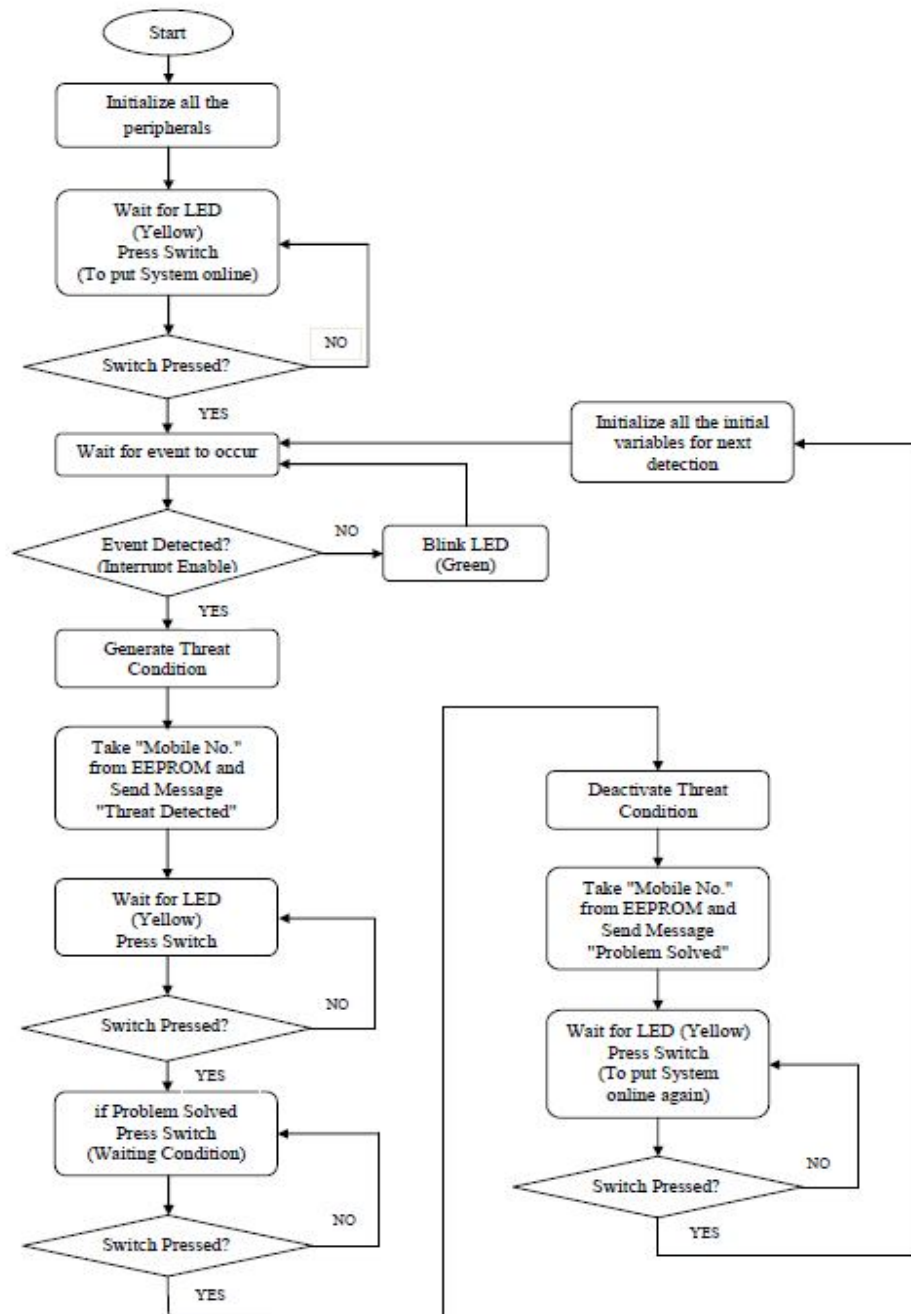 Start
Initialize all the
peripherals
Wait for LED
(Yellow)
Press Switch
(To put System online)
NO
Switch Pressed?
YES
Wait for event to occur
Initialize all the initial
variables for next
detection
Event Detected?
(Interrupt Enable)
NO
Blink LED
(Green)
YES
Generate Threat
Condition
Take "Mobile No."
from EEPROM and
Send Message
"Threat Detected"
Wait for LED
(Yellow)
Press Switch
NO
Switch Pressed?
YES
if Problem Solved
Press Switch
(Waiting Condition)
NO
Switch Pressed?
YES
Deactivate Threat
Condition
Take "Mobile No."
from EEPROM and
Send Message
"Problem Solved"
Wait for LED (Yellow)
Press Switch
(To put System
online again)
NO
Switch Pressed?
YES